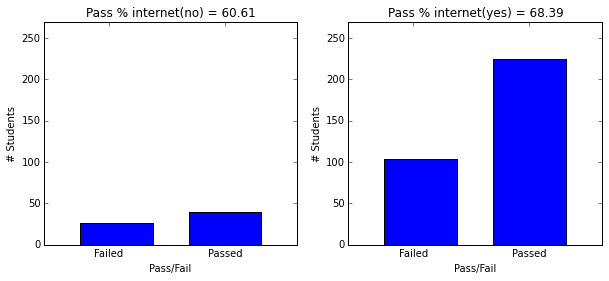 Pass % internet(no) = 60.61
250
200
150
100
50
0
# Students
Failed Passed
Pass/Fail
Pass % internet(yes) = 68.39
250
200
150
100
50
0
# Students
Failed Passed
Pass/Fail